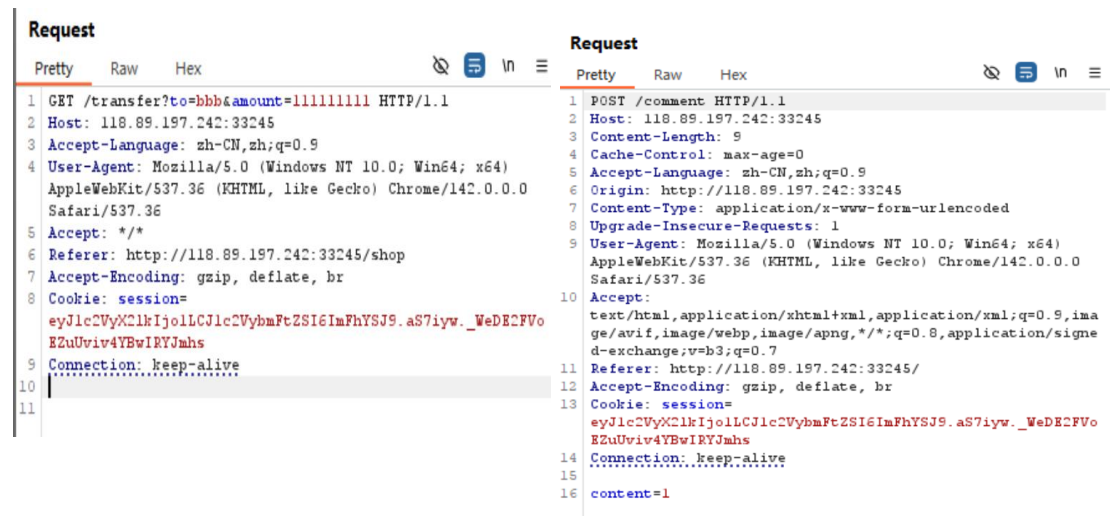 Request
Pretty Raw Hex
\n
1 GET /transfer?to=bbb&amount=111111111 HTTP/1.1
2 Host: 118.89.197.242:33245
3 Accept-Language: zh-CN,zh;q=0.9
4 User-Agent: Mozilla/5.0 (Windows NT 10.0; Win64; x64)
AppleWebKit/537.36 (KHTML, like Gecko) Chrome/142.0.0.0
Safari/537.36
5 Accept: */*
6 Referer: http://118.89.197.242:33245/shop
7 Accept-Encoding: gzip, deflate, br
8 Cookie: session=
eyJ1c2VyX2lkIjo1LCJ1c2VybmFtZSI6ImFhYSJ9.aS7iyw._WeDE2FVo
EZuUviv4YBwIRYJmhs
9 Connection: keep-alive
10
11
Request
Pretty Raw Hex
\n
1 POST /comment HTTP/1.1
2 Host: 118.89.197.242:33245
3 Content-Length: 9
4 Cache-Control: max-age=0
5 Accept-Language: zh-CN,zh;q=0.9
6 Origin: http://118.89.197.242:33245
7 Content-Type: application/x-www-form-urlencoded
8 Upgrade-Insecure-Requests: 1
9 User-Agent: Mozilla/5.0 (Windows NT 10.0; Win64; x64)
AppleWebKit/537.36 (KHTML, like Gecko) Chrome/142.0.0.0
Safari/537.36
10 Accept:
text/html,application/xhtml+xml,application/xml;q=0.9,ima
ge/avif,image/webp,image/apng,*/*;q=0.8,application/signe
d-exchange;v=b3;q=0.7
11 Referer: http://118.89.197.242:33245/
12 Accept-Encoding: gzip, deflate, br
13 Cookie: session=
eyJ1c2VyX2lkIjo1LCJ1c2VybmFtZSI6ImFhYSJ9.aS7iyw._WeDE2FVo
EZuUviv4YBwIRYJmhs
14 Connection: keep-alive
15
16 content=1